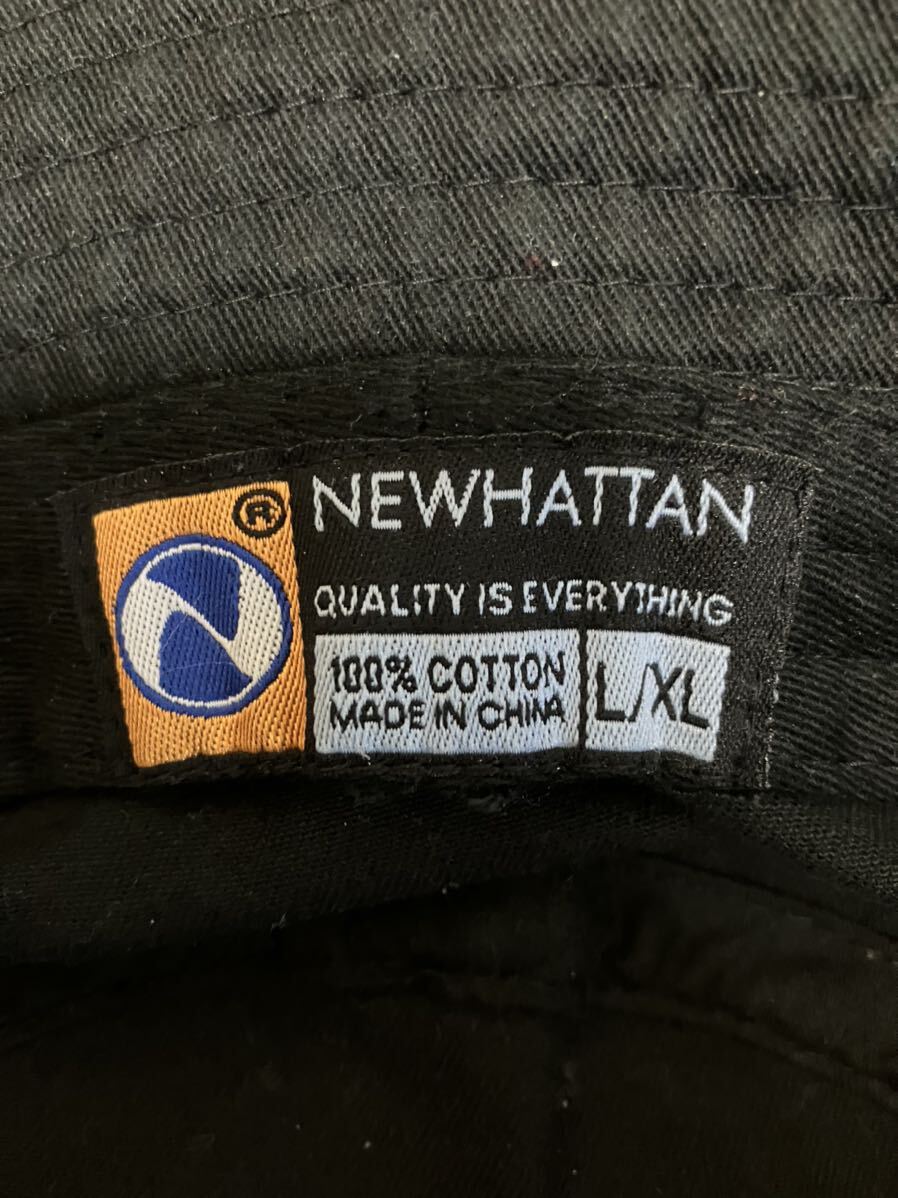 ®
NEWHATTAN
QUALITY IS EVERYTHING
100% COTTON
MADE IN CHINA
L/XL